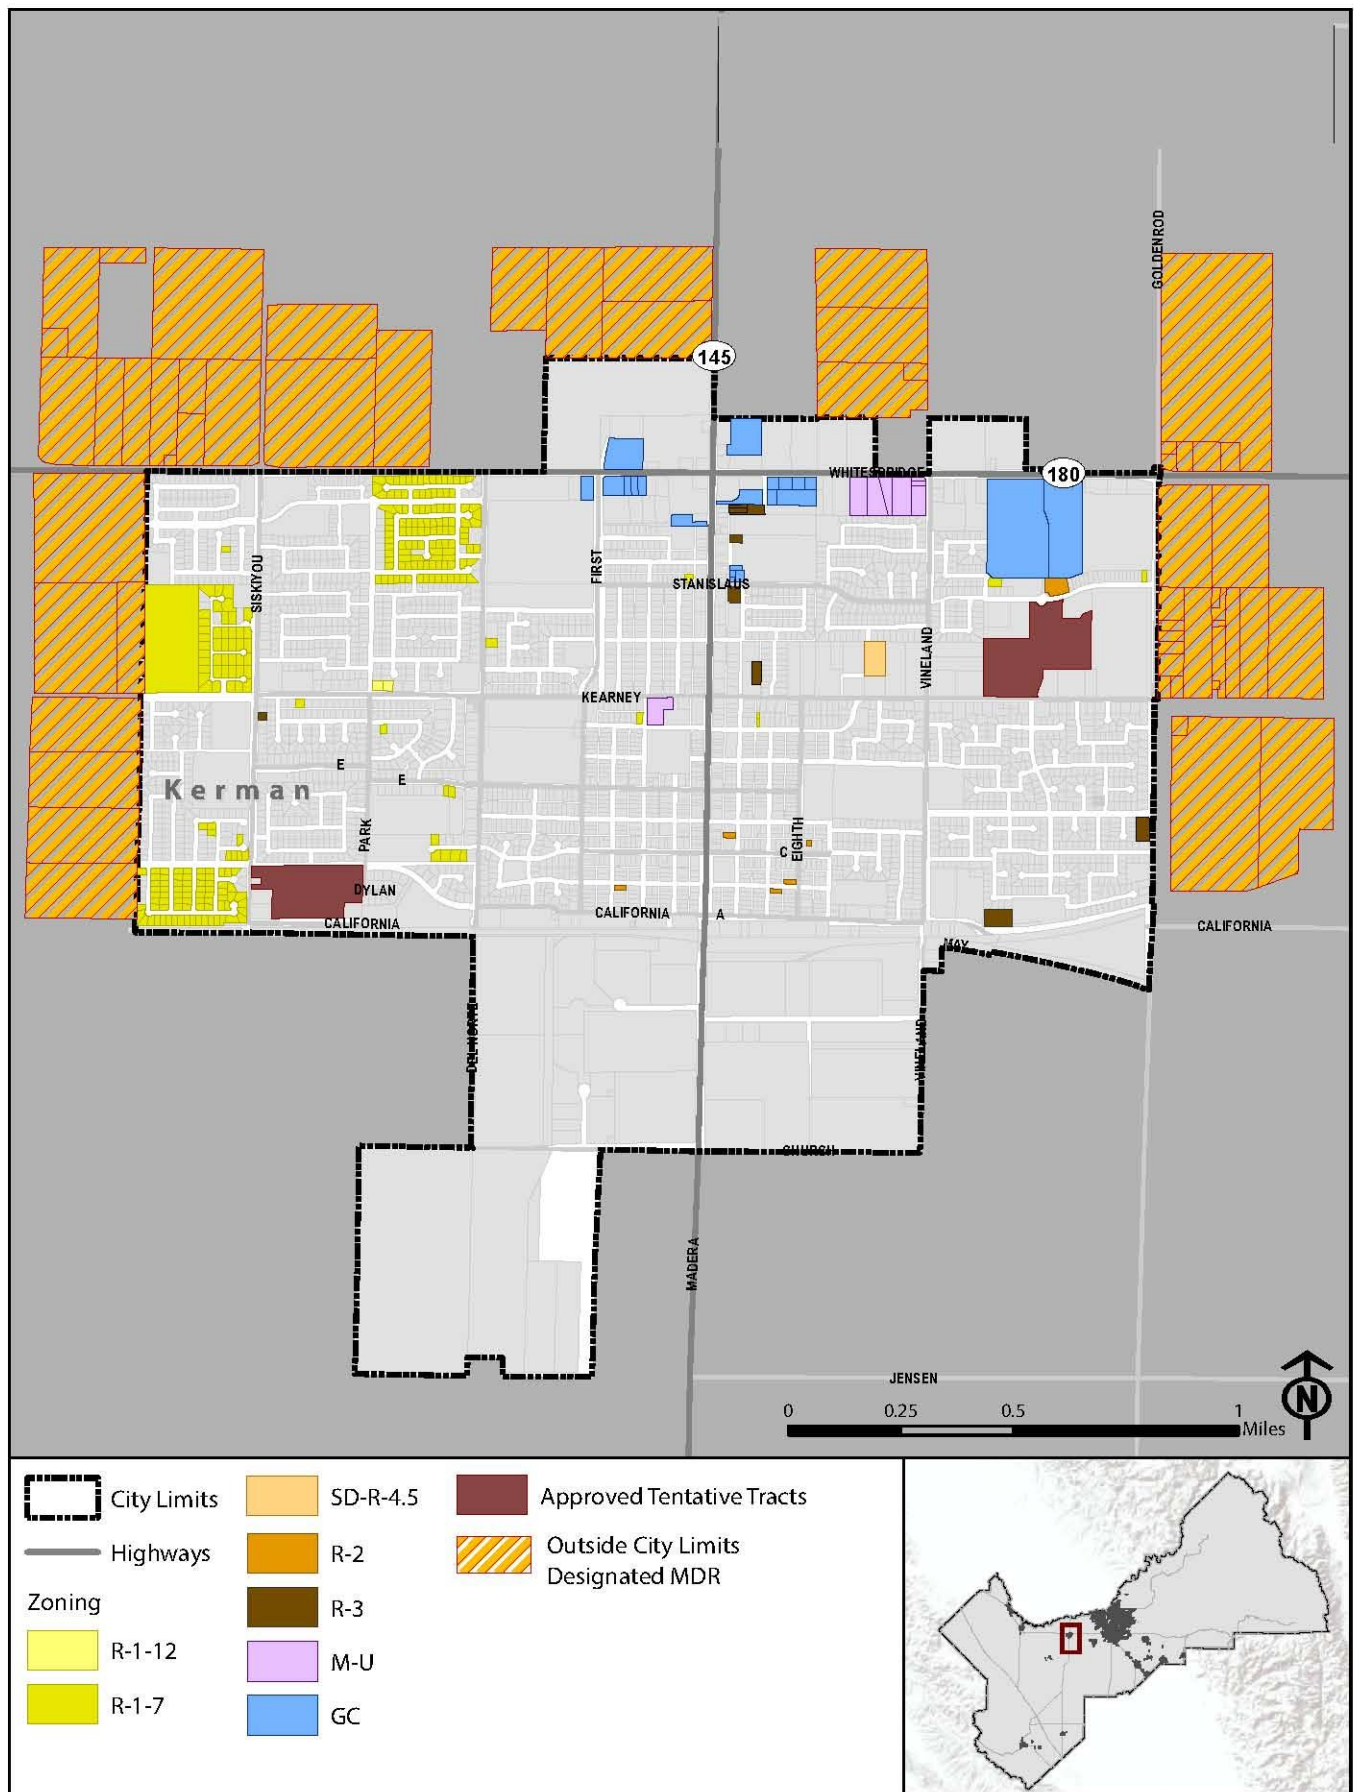 GOLDENROD
145
WHITESBRIDGE
180
SISKIYOU
FIRST
STANISLAUS
VINELAND
KEARNEY
E
E
Kerman
PARK
EIGHTH
C
DYLAN
CALIFORNIA
CALIFORNIA
A
CALIFORNIA
MAY
DEL NORTE
VINELAND
CHURCH
MADERA
JENSEN
N
0 0.25 0.5 1
Miles
City Limits
Highways
Zoning
R-1-12
R-1-7
SD-R-4.5
R-2
R-3
M-U
GC
Approved Tentative Tracts
Outside City Limits
Designated MDR